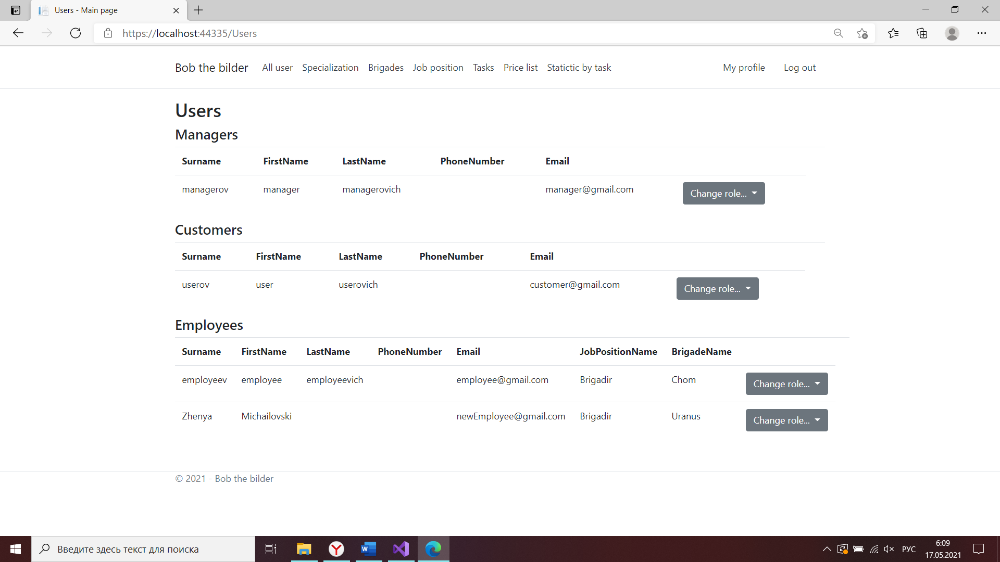 Users - Main page
https://localhost:44335/Users
Bob the bilder All user Specialization Brigades Job position Tasks Price list Statictic by task My profile Log out
Users
Managers
Surname FirstName LastName PhoneNumber Email
managerov manager managerovich manager@gmail.com Change role...
Customers
Surname FirstName LastName PhoneNumber Email
userov user userovich customer@gmail.com Change role...
Employees
Surname FirstName LastName PhoneNumber Email JobPositionName BrigadeName
employeev employee employeevich employee@gmail.com Brigadir Chom Change role...
Zhenya Michailovski newEmployee@gmail.com Brigadir Uranus Change role...
© 2021 - Bob the bilder
Введите здесь текст для поиска
РУС
6:09
17.05.2021